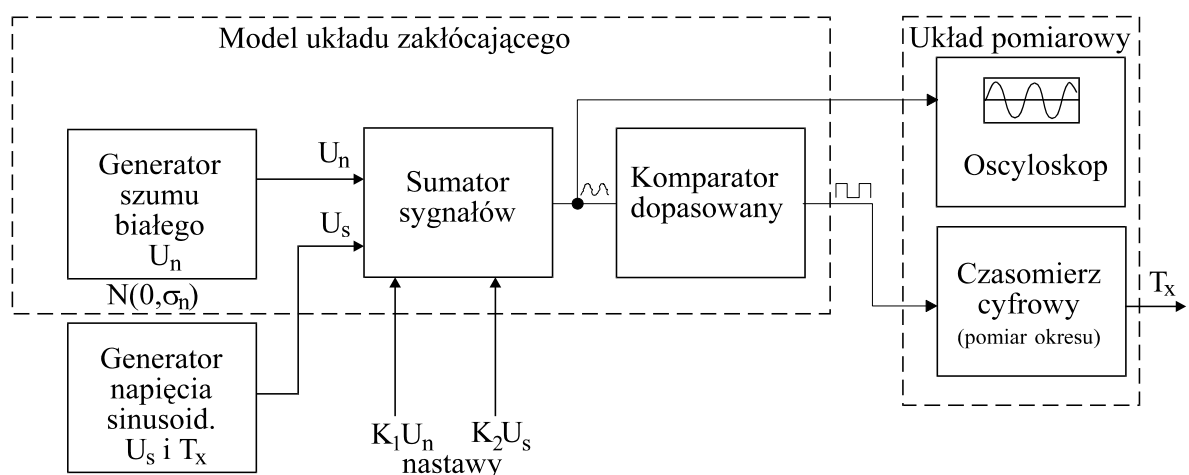 Model układu zakłócającego
Układ pomiarowy
Generator
szumu
białego
Uₙ
N(0,σₙ)
Uₙ
Uₛ
Sumator
sygnałów
Komparator
dopasowany
Oscyloskop
Czasomierz
cyfrowy
(pomiar okresu)
Tₓ
Generator
napięcia
sinusoid.
Uₛ i Tₓ
K₁Uₙ K₂Uₛ
nastawy